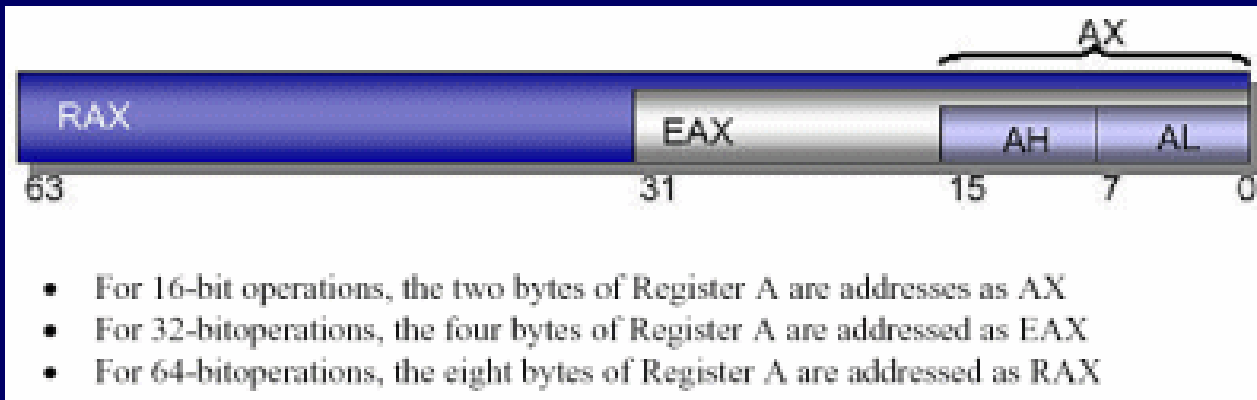 AX
RAX
EAX
AH AL
63 31 15 7 0
• For 16-bit operations, the two bytes of Register A are addresses as AX
• For 32-bitoperations, the four bytes of Register A are addressed as EAX
• For 64-bitoperations, the eight bytes of Register A are addressed as RAX